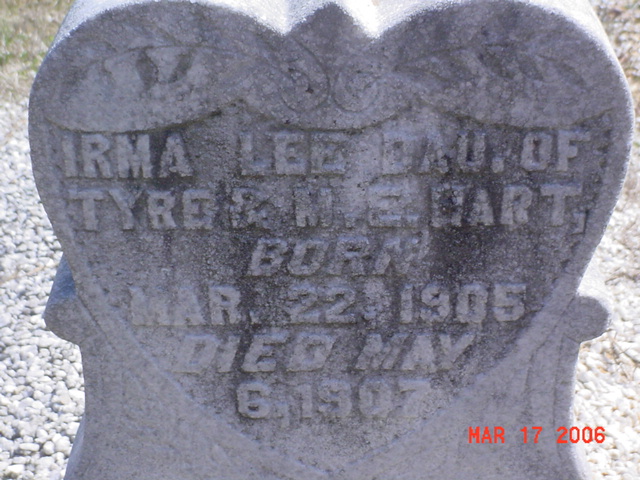 IRMA LEE DAU. OF
TYRE & M. E. HART,
BORN
MAR. 22, 1905
DIED MAY
6, 1907
MAR 17 2006